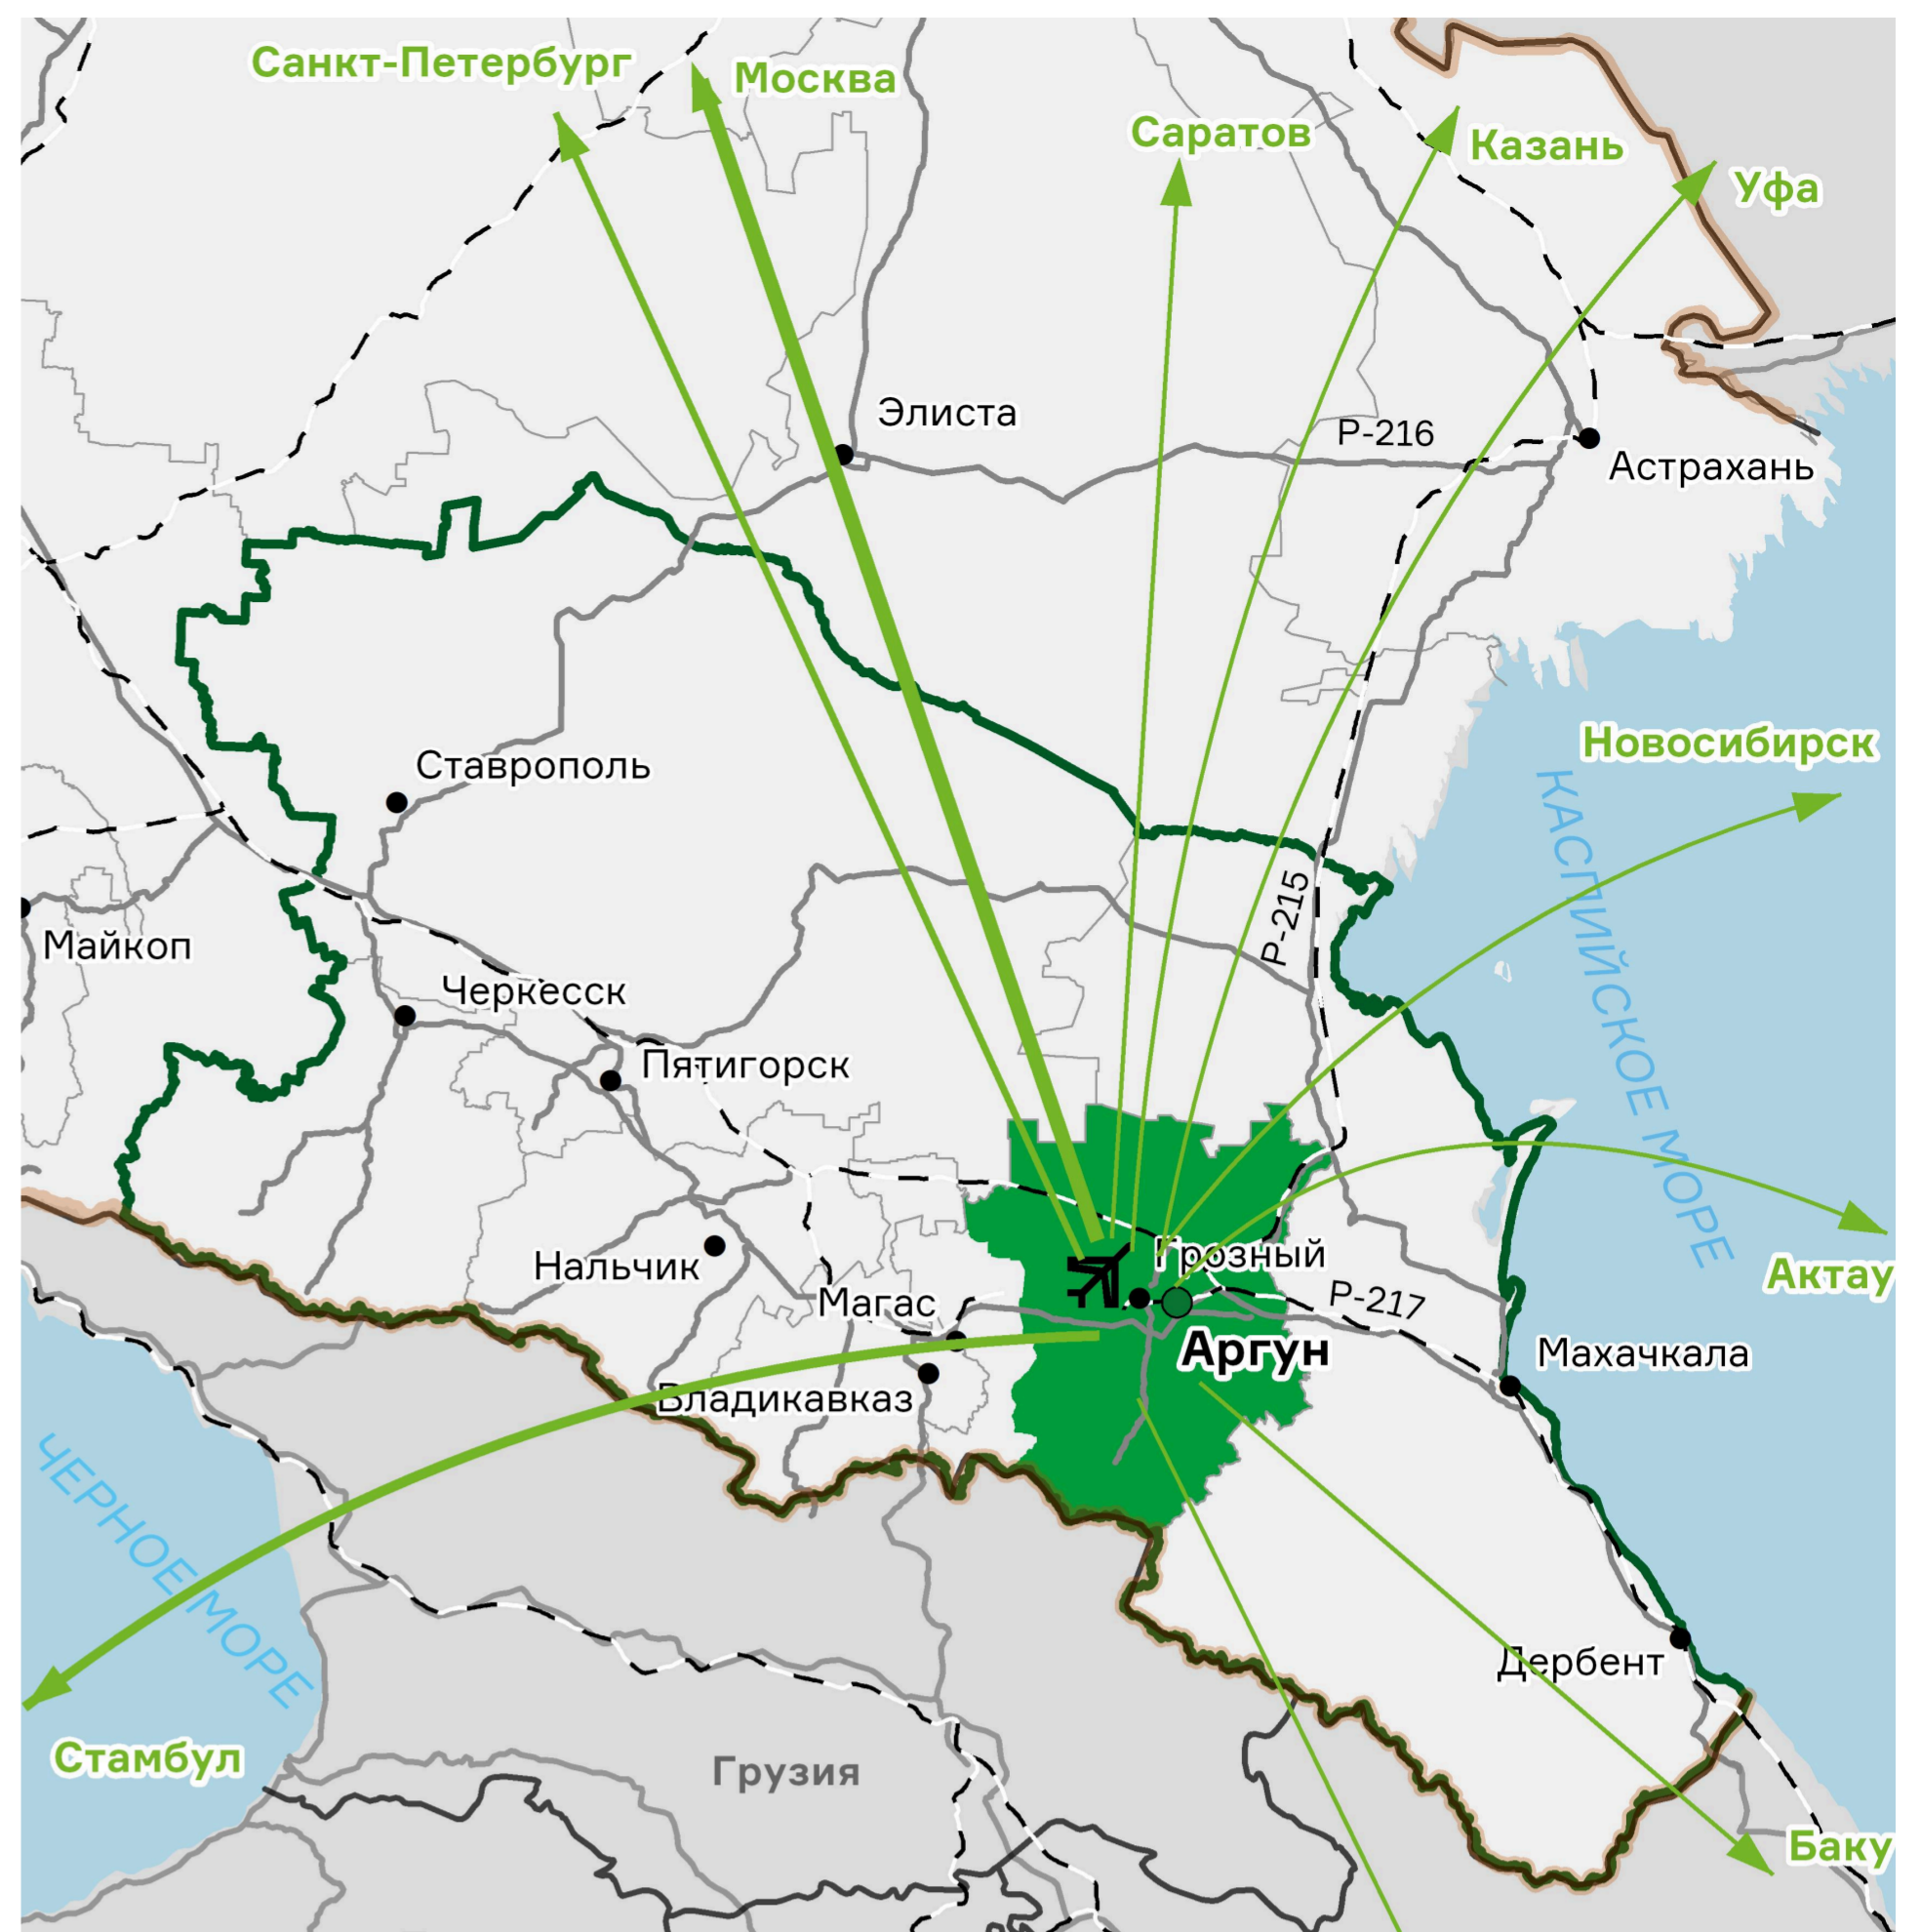 Санкт-Петербург
Москва
Саратов
Казань
Уфа
Элиста
Р-216
Астрахань
Новосибирск
Ставрополь
КАСПИЙСКОЕ МОРЕ
Р-215
Майкоп
Черкесск
Пятигорск
Грозный
Нальчик
Актау
Магас
Р-217
Аргун
Махачкала
Владикавказ
ЧЕРНОЕ МОРЕ
Дербент
Стамбул
Грузия
Баку